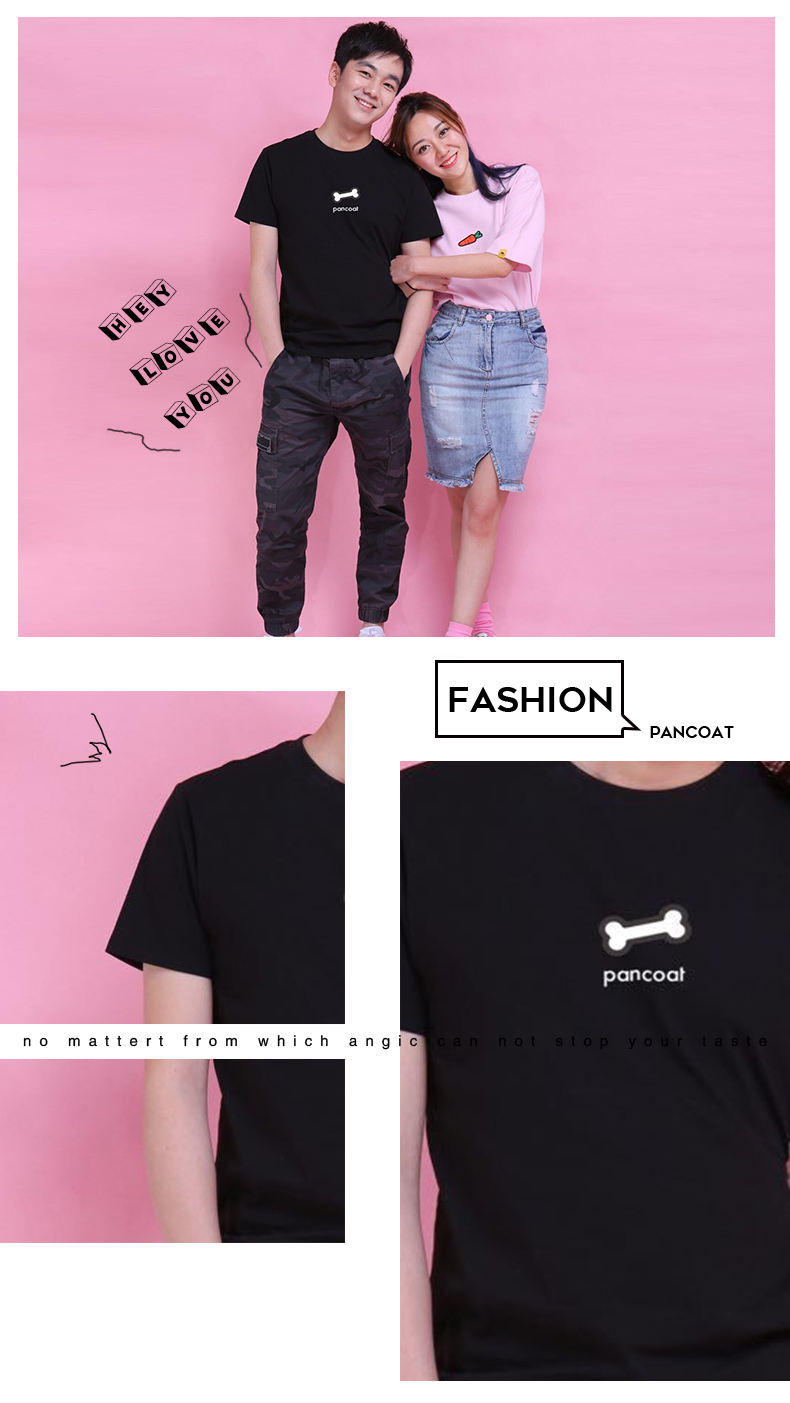 HEY
LOVE
YOU
pancoat
FASHION
PANCOAT
pancoat
no mattert from which angic can not stop your taste